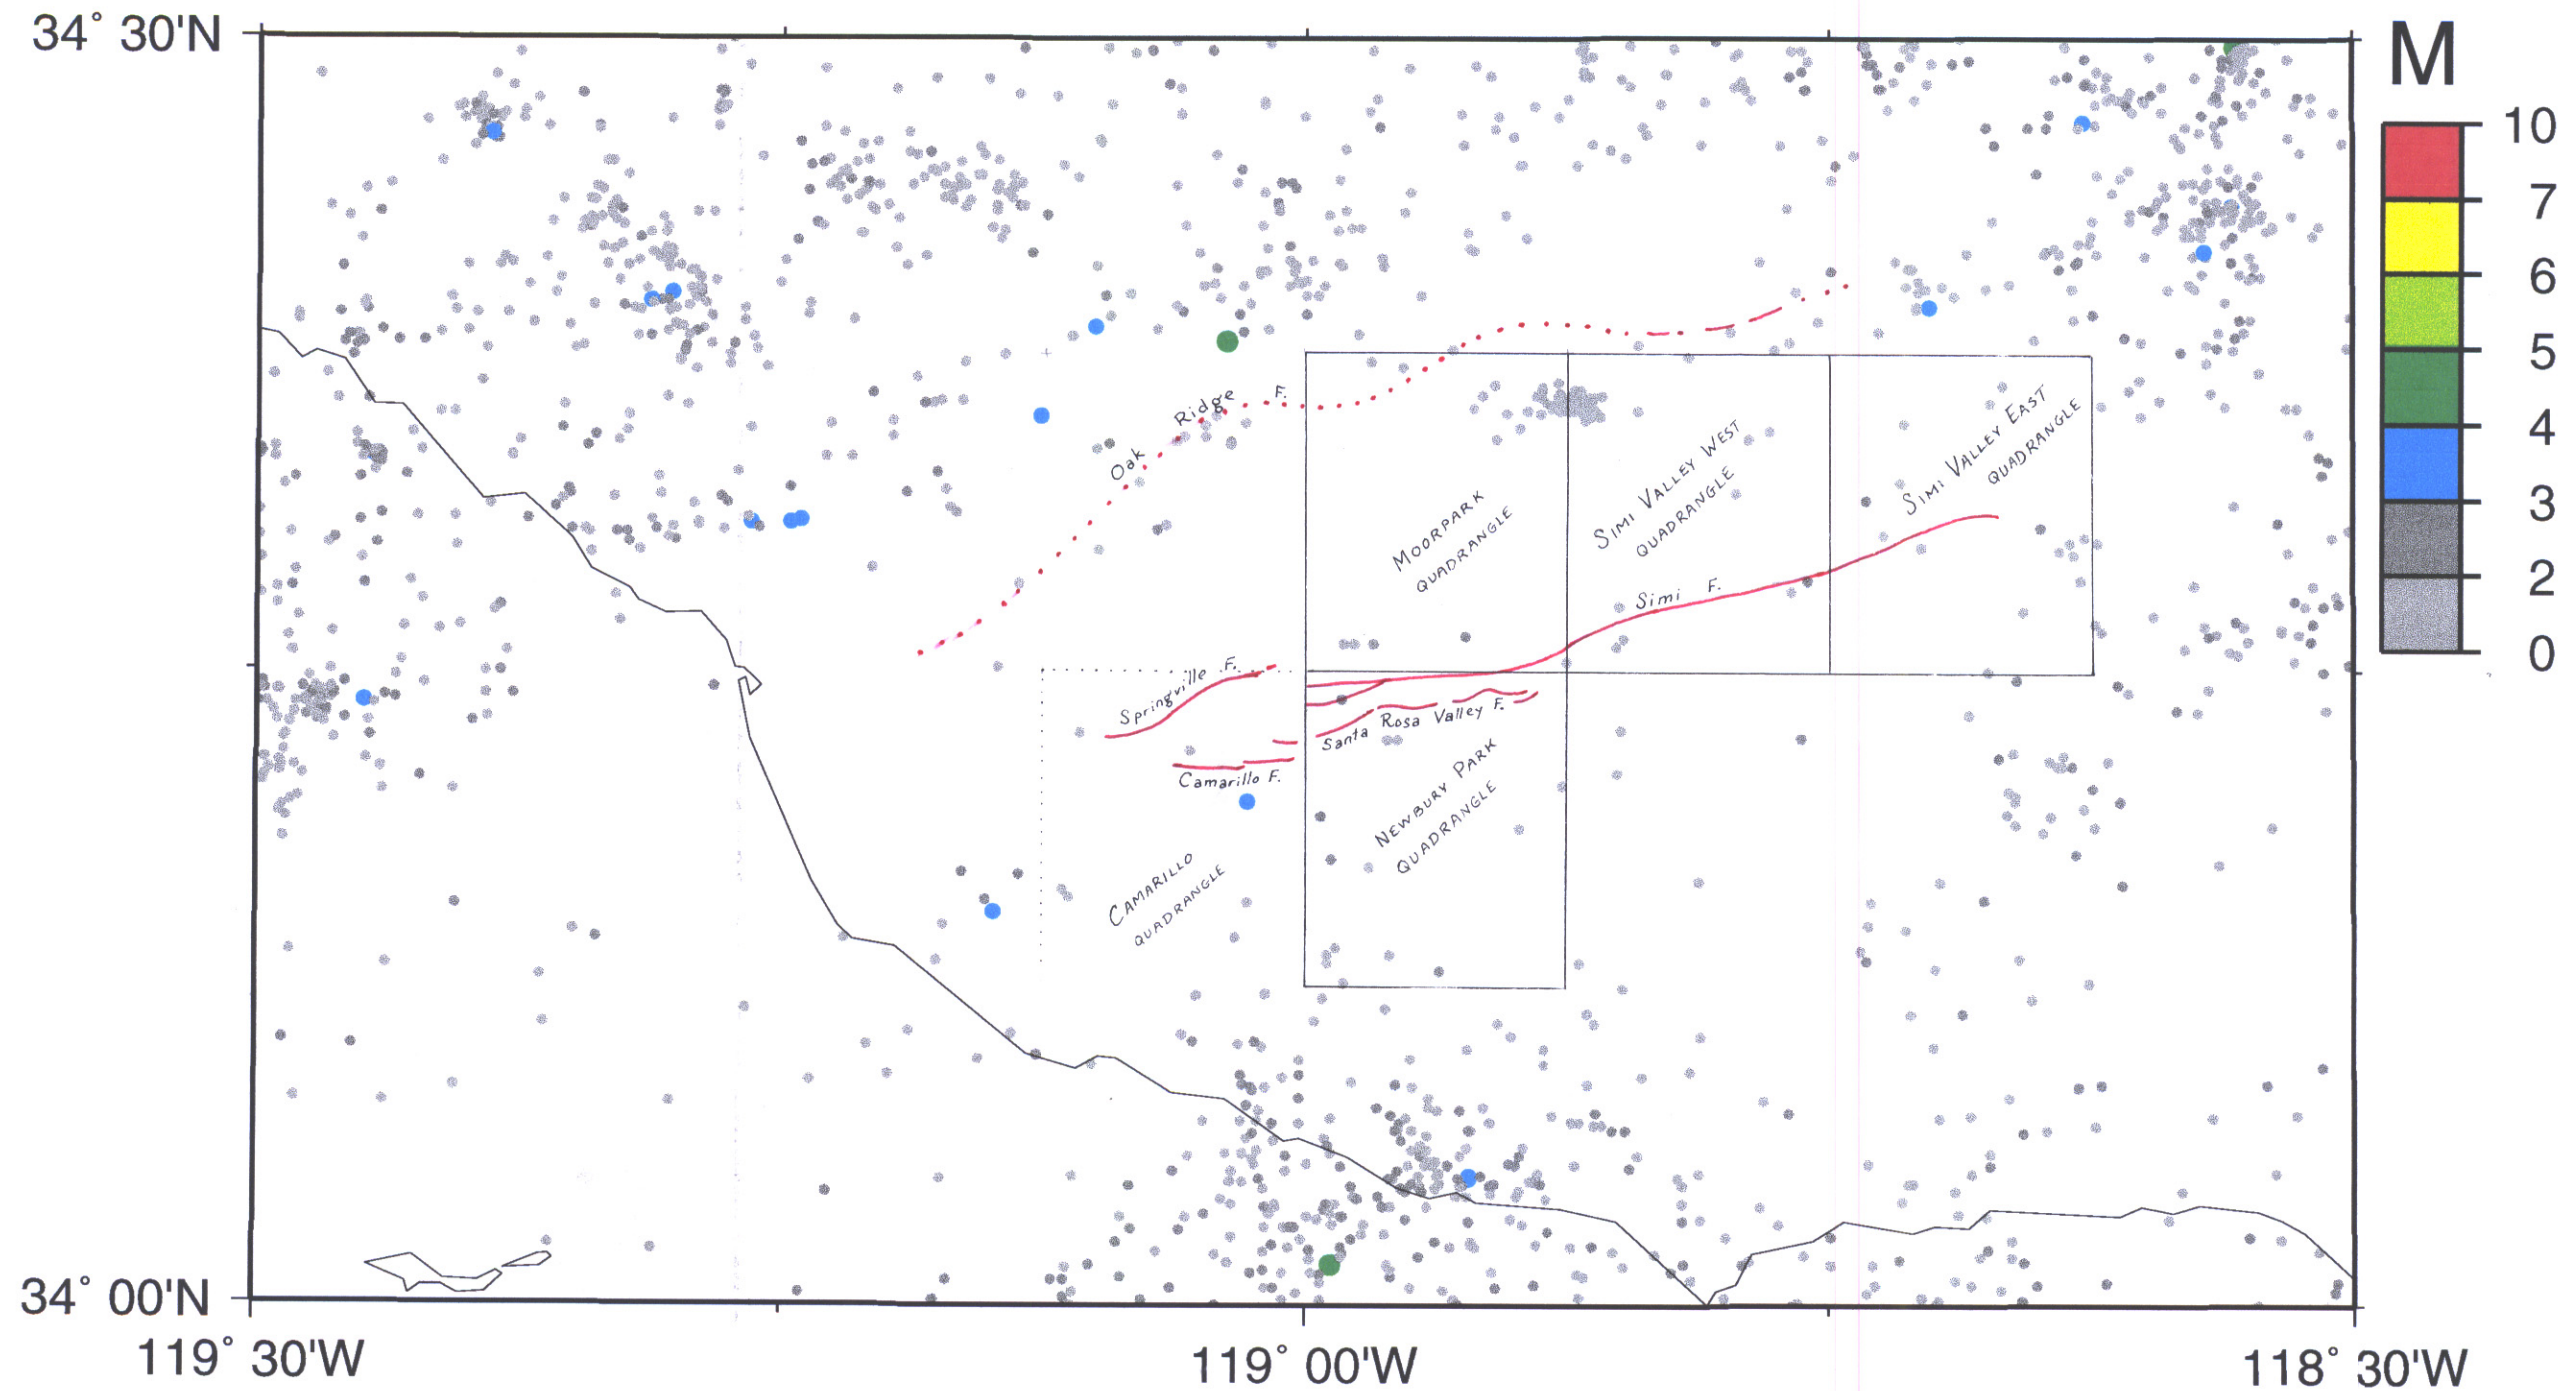 34° 30'N
M
10
7
6
5
4
3
2
0
Oak Ridge F.
MOORPARK
QUADRANGLE
SIMI VALLEY WEST
QUADRANGLE
SIMI VALLEY EAST
QUADRANGLE
Simi F.
Springville F.
Santa Rosa Valley F.
Camarillo F.
NEWBURY PARK
QUADRANGLE
CAMARILLO
QUADRANGLE
34° 00'N
119° 30'W
119° 00'W
118° 30'W